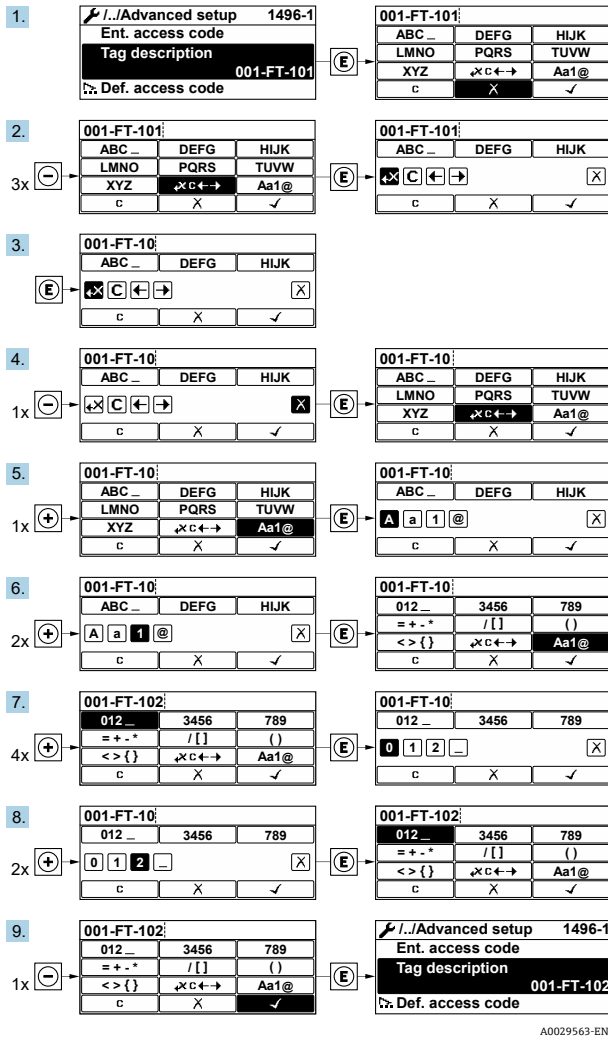 1.
/../Advanced setup 1496-1
Ent. access code
Tag description
001-FT-101
Def. access code
E
001-FT-101
ABC _ DEFG HIJK
LMNO PQRS TUVW
XYZ ↶✗C←→ Aa1@
C ✗ ✓
2.
3x −
001-FT-101
ABC _ DEFG HIJK
LMNO PQRS TUVW
XYZ ↶✗C←→ Aa1@
C ✗ ✓
E
001-FT-101
ABC _ DEFG HIJK
↶✗ C ← → ✗
C ✗ ✓
3.
E
001-FT-10
ABC _ DEFG HIJK
↶✗ C ← → ✗
C ✗ ✓
4.
1x −
001-FT-10
ABC _ DEFG HIJK
↶✗ C ← → ✗
C ✗ ✓
E
001-FT-10
ABC _ DEFG HIJK
LMNO PQRS TUVW
XYZ ↶✗C←→ Aa1@
C ✗ ✓
5.
1x +
001-FT-10
ABC _ DEFG HIJK
LMNO PQRS TUVW
XYZ ↶✗C←→ Aa1@
C ✗ ✓
E
001-FT-10
ABC _ DEFG HIJK
A a 1 @ ✗
C ✗ ✓
6.
2x +
001-FT-10
ABC _ DEFG HIJK
A a 1 @ ✗
C ✗ ✓
E
001-FT-10
012 _ 3456 789
= + - * / [ ] ( )
< > { } ↶✗C←→ Aa1@
C ✗ ✓
7.
4x +
001-FT-102
012 _ 3456 789
= + - * / [ ] ( )
< > { } ↶✗C←→ Aa1@
C ✗ ✓
E
001-FT-10
012 _ 3456 789
0 1 2 _ ✗
C ✗ ✓
8.
2x +
001-FT-10
012 _ 3456 789
0 1 2 _ ✗
C ✗ ✓
E
001-FT-102
012 _ 3456 789
= + - * / [ ] ( )
< > { } ↶✗C←→ Aa1@
C ✗ ✓
9.
1x −
001-FT-102
012 _ 3456 789
= + - * / [ ] ( )
< > { } ↶✗C←→ Aa1@
C ✗ ✓
E
/../Advanced setup 1496-1
Ent. access code
Tag description
001-FT-102
Def. access code
A0029563-EN